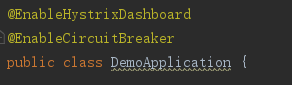 @EnableHystrixDashboard
@EnableCircuitBreaker
public class DemoApplication {